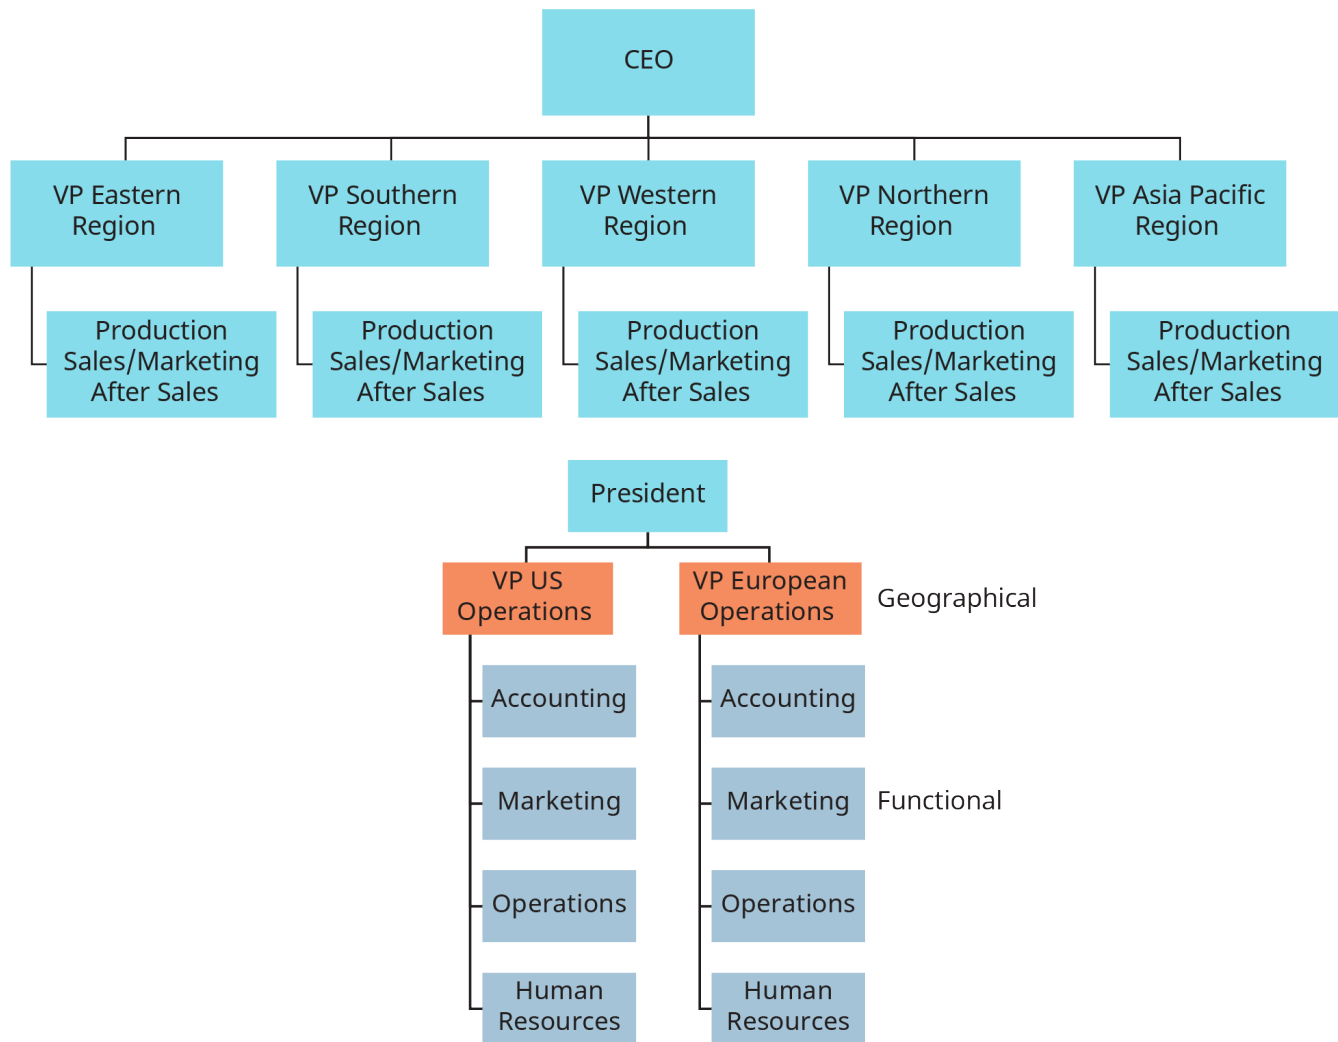 CEO
VP Eastern
Region
VP Southern
Region
VP Western
Region
VP Northern
Region
VP Asia Pacific
Region
Production
Sales/Marketing
After Sales
Production
Sales/Marketing
After Sales
Production
Sales/Marketing
After Sales
Production
Sales/Marketing
After Sales
Production
Sales/Marketing
After Sales
President
VP US
Operations
VP European
Operations
Geographical
Accounting
Accounting
Marketing
Marketing
Functional
Operations
Operations
Human
Resources
Human
Resources